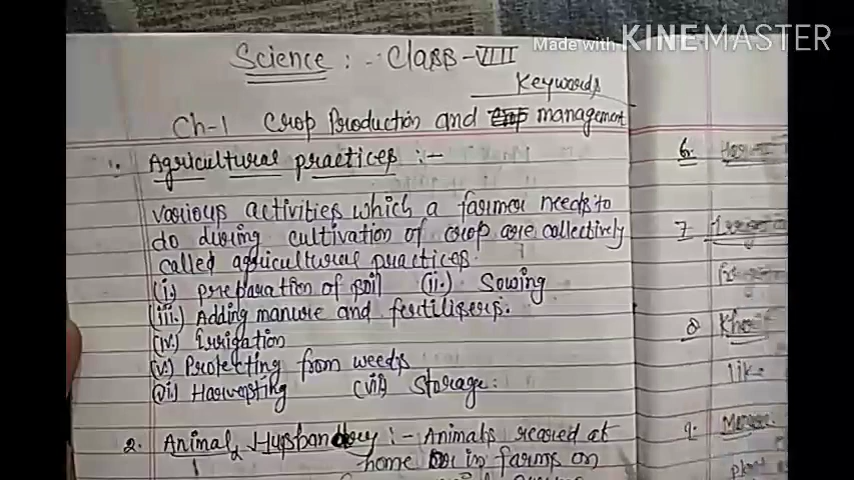 Made with KINEMASTER
Science :- Class-VIII
Keywords
Ch-1 Crop Production and management
1. Agricultural practices :-
various activities which a farmer needs to
do during cultivation of crop are collectively
called agricultural practices.
(i) preparation of soil (ii.) Sowing
(iii.) Adding manure and fertilisers.
(iv.) Irrigation
(v.) Protecting from weeds
(vi.) Harvesting (vii) Storage.
2. Animal Husbandry :- Animals reared at
home or in farms on
6.
7
8
like
9.
plant